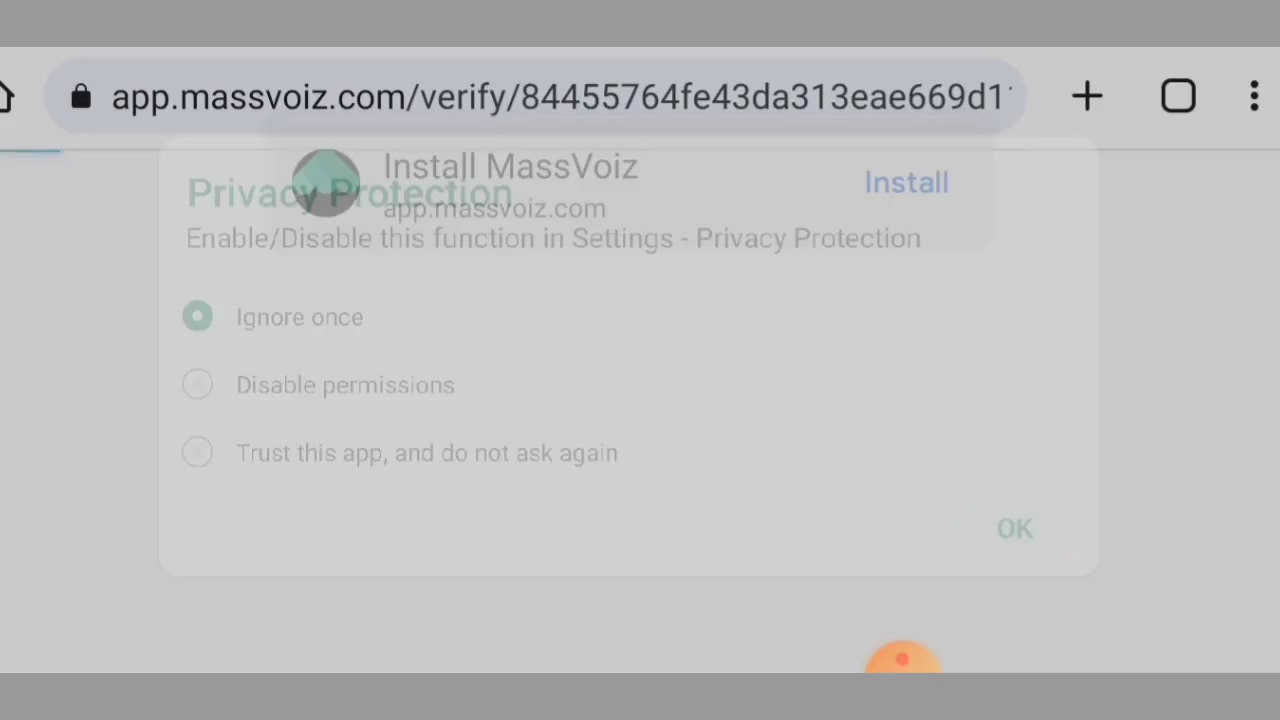 app.massvoiz.com/verify/84455764fe43da313eae669d1
Install MassVoiz
Install
Privacy Protection
app.massvoiz.com
Enable/Disable this function in Settings - Privacy Protection
Ignore once
Disable permissions
Trust this app, and do not ask again
OK